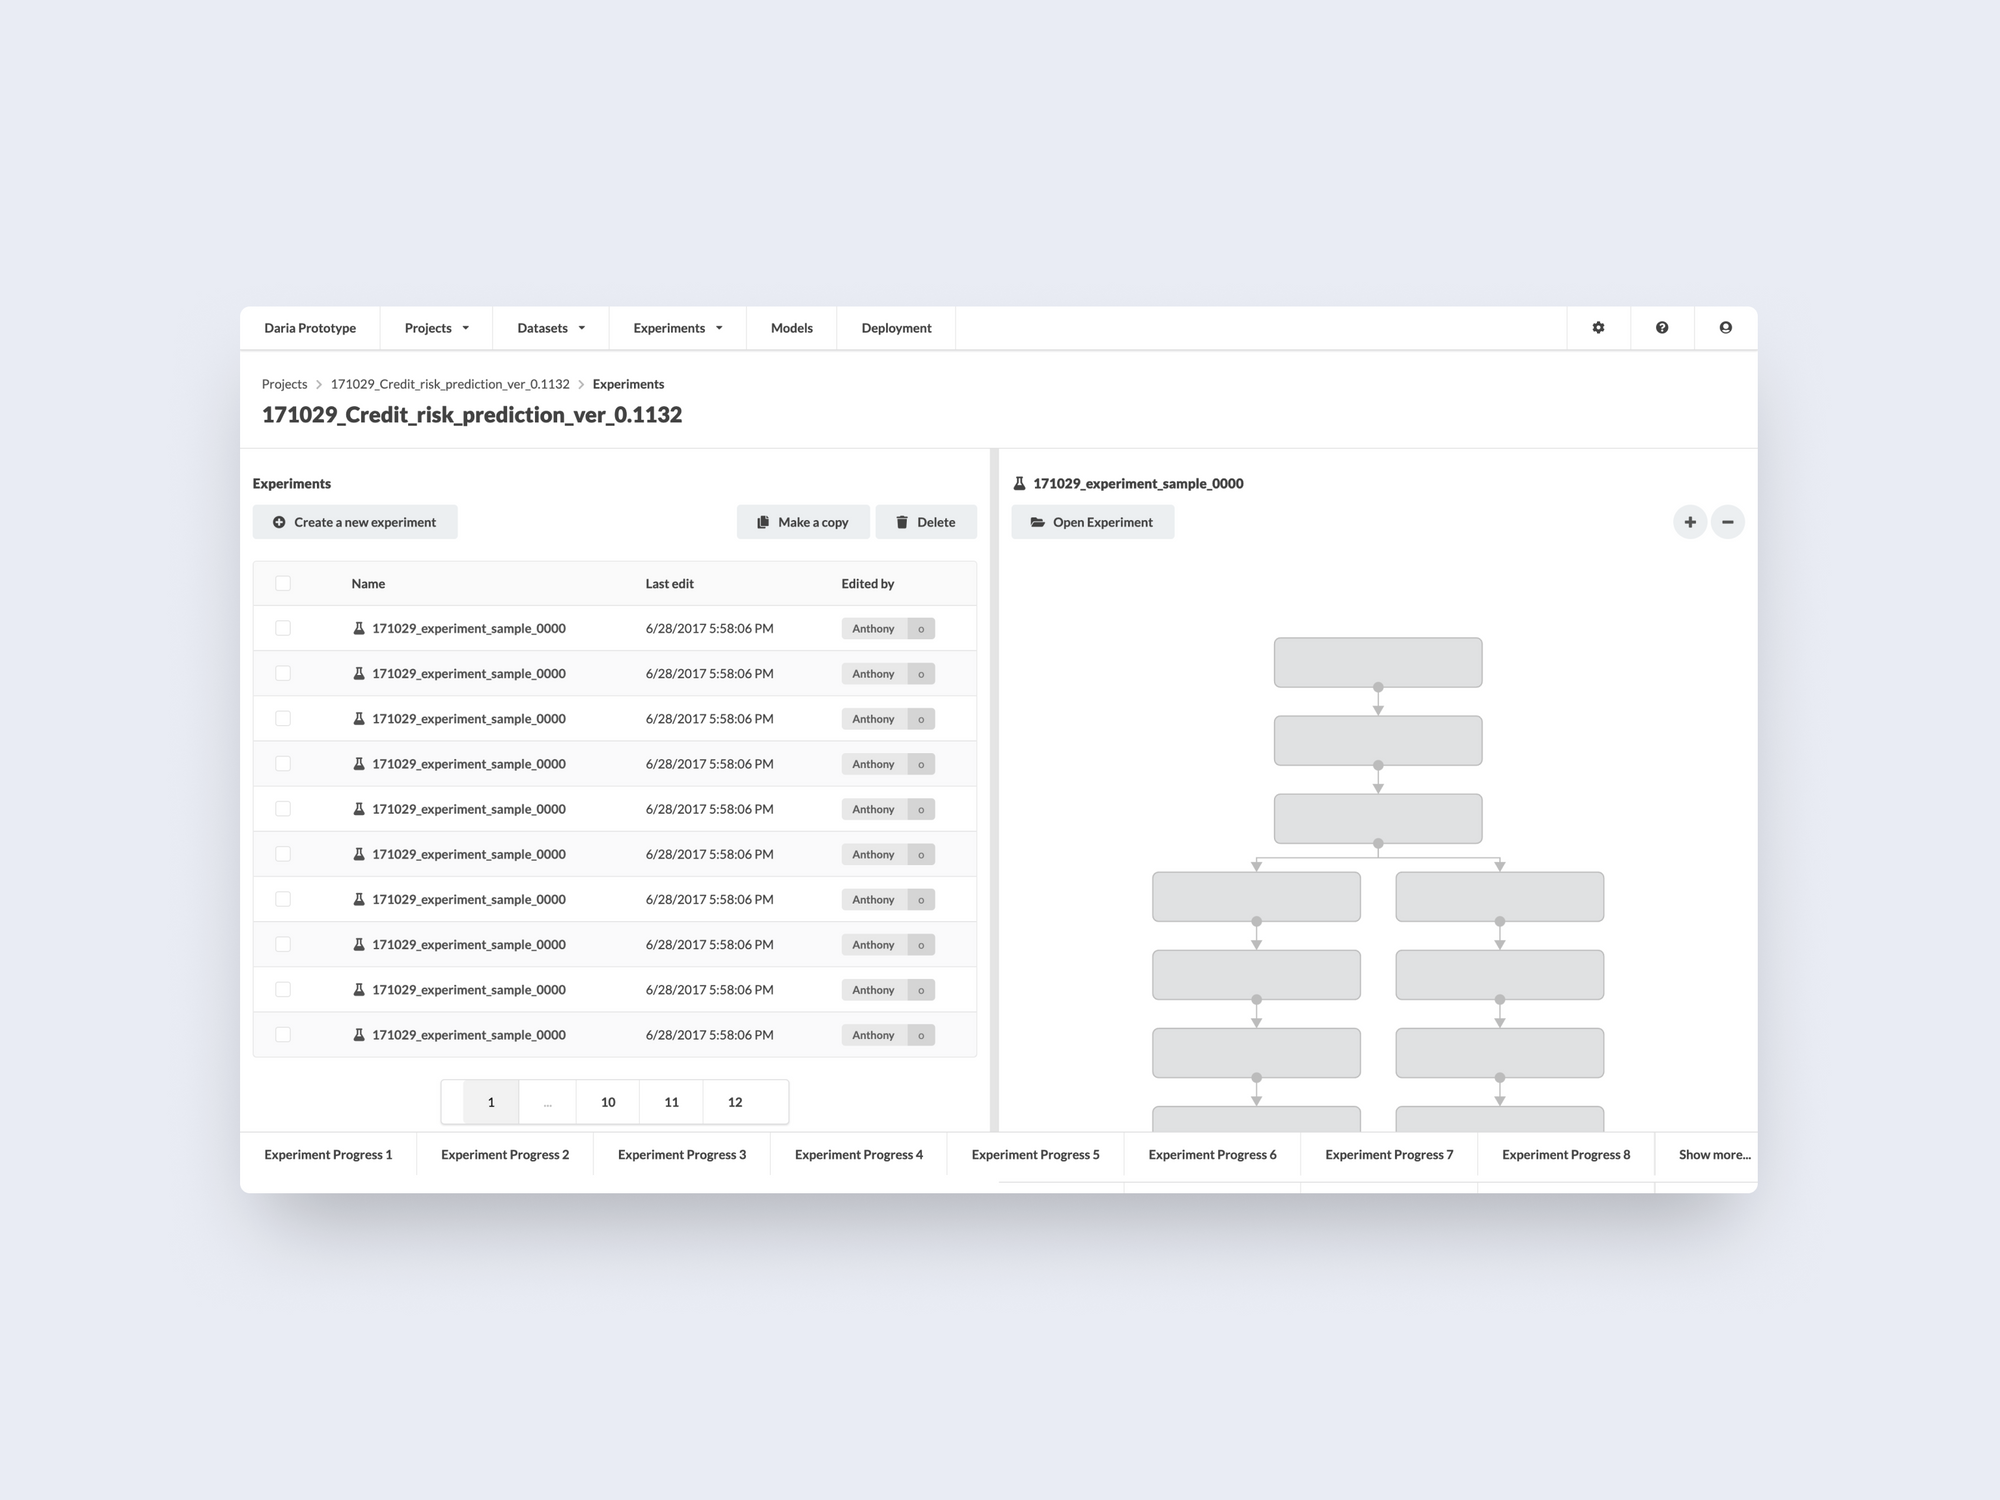 Daria Prototype Projects Datasets Experiments Models Deployment
Projects 171029_Credit_risk_prediction_ver_0.1132 Experiments
171029_Credit_risk_prediction_ver_0.1132
Experiments
Create a new experiment Make a copy Delete
Name Last edit Edited by
171029_experiment_sample_0000 6/28/2017 5:58:06 PM Anthony o
171029_experiment_sample_0000 6/28/2017 5:58:06 PM Anthony o
171029_experiment_sample_0000 6/28/2017 5:58:06 PM Anthony o
171029_experiment_sample_0000 6/28/2017 5:58:06 PM Anthony o
171029_experiment_sample_0000 6/28/2017 5:58:06 PM Anthony o
171029_experiment_sample_0000 6/28/2017 5:58:06 PM Anthony o
171029_experiment_sample_0000 6/28/2017 5:58:06 PM Anthony o
171029_experiment_sample_0000 6/28/2017 5:58:06 PM Anthony o
171029_experiment_sample_0000 6/28/2017 5:58:06 PM Anthony o
171029_experiment_sample_0000 6/28/2017 5:58:06 PM Anthony o
1 ... 10 11 12
171029_experiment_sample_0000
Open Experiment
Experiment Progress 1 Experiment Progress 2 Experiment Progress 3 Experiment Progress 4 Experiment Progress 5 Experiment Progress 6 Experiment Progress 7 Experiment Progress 8 Show more...